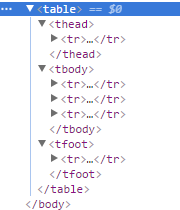 ••• ▼<table> == $0
▼<thead>
▶<tr>…</tr>
</thead>
▼<tbody>
▶<tr>…</tr>
▶<tr>…</tr>
▶<tr>…</tr>
</tbody>
▼<tfoot>
▶<tr>…</tr>
</tfoot>
</table>
</body>